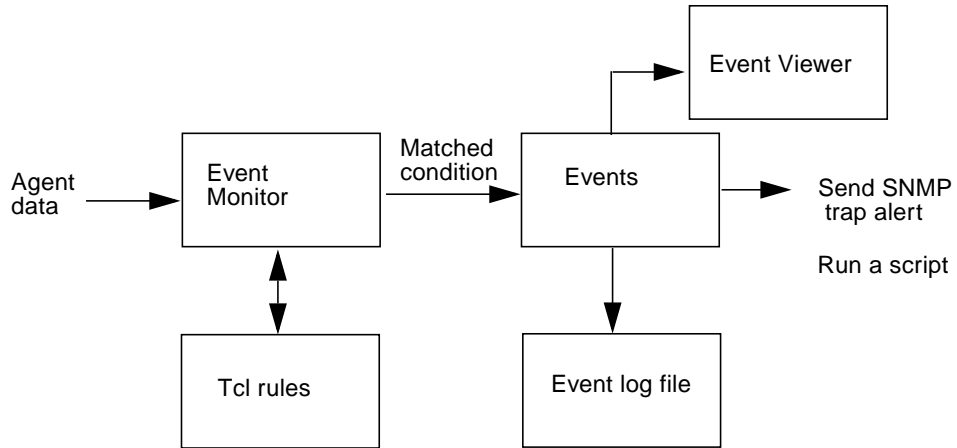 Event Viewer
Agent
data
Event
Monitor
Matched
condition
Events
Send SNMP
trap alert
Run a script
Tcl rules
Event log file